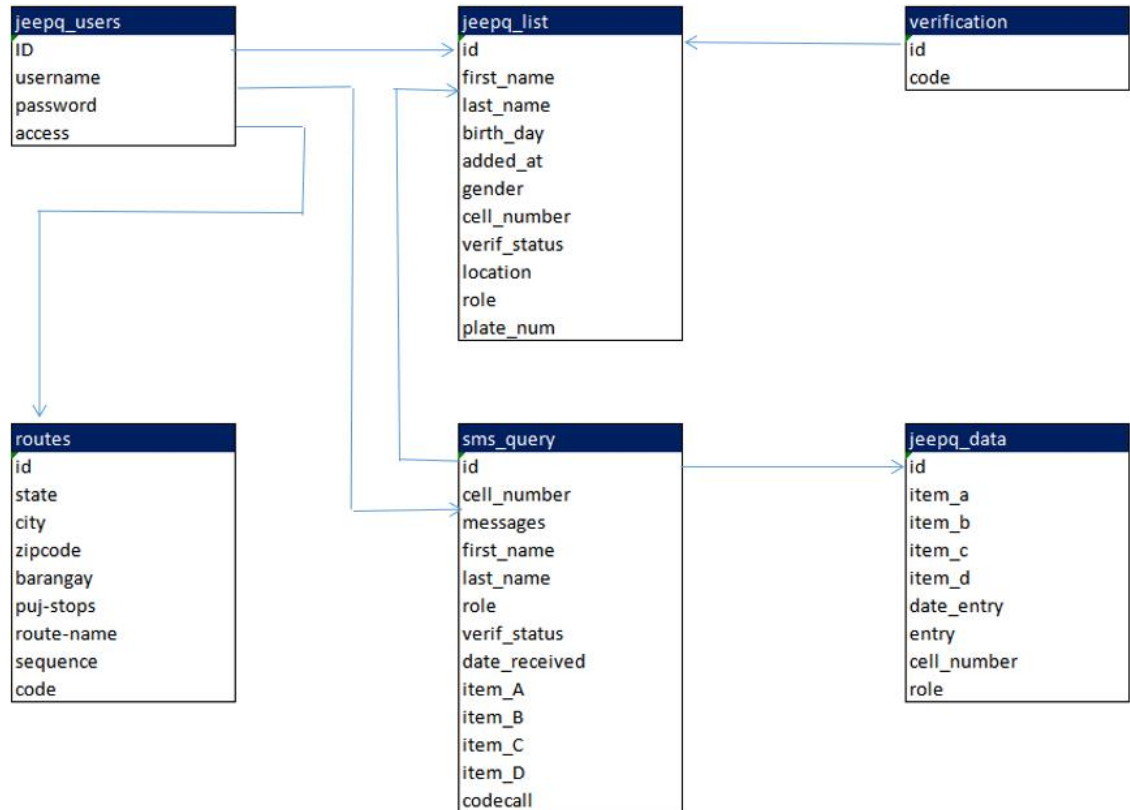 jeepq_users
ID
username
password
access
jeepq_list
id
first_name
last_name
birth_day
added_at
gender
cell_number
verif_status
location
role
plate_num
verification
id
code
routes
id
state
city
zipcode
barangay
puj-stops
route-name
sequence
code
sms_query
id
cell_number
messages
first_name
last_name
role
verif_status
date_received
item_A
item_B
item_C
item_D
codecall
jeepq_data
id
item_a
item_b
item_c
item_d
date_entry
entry
cell_number
role